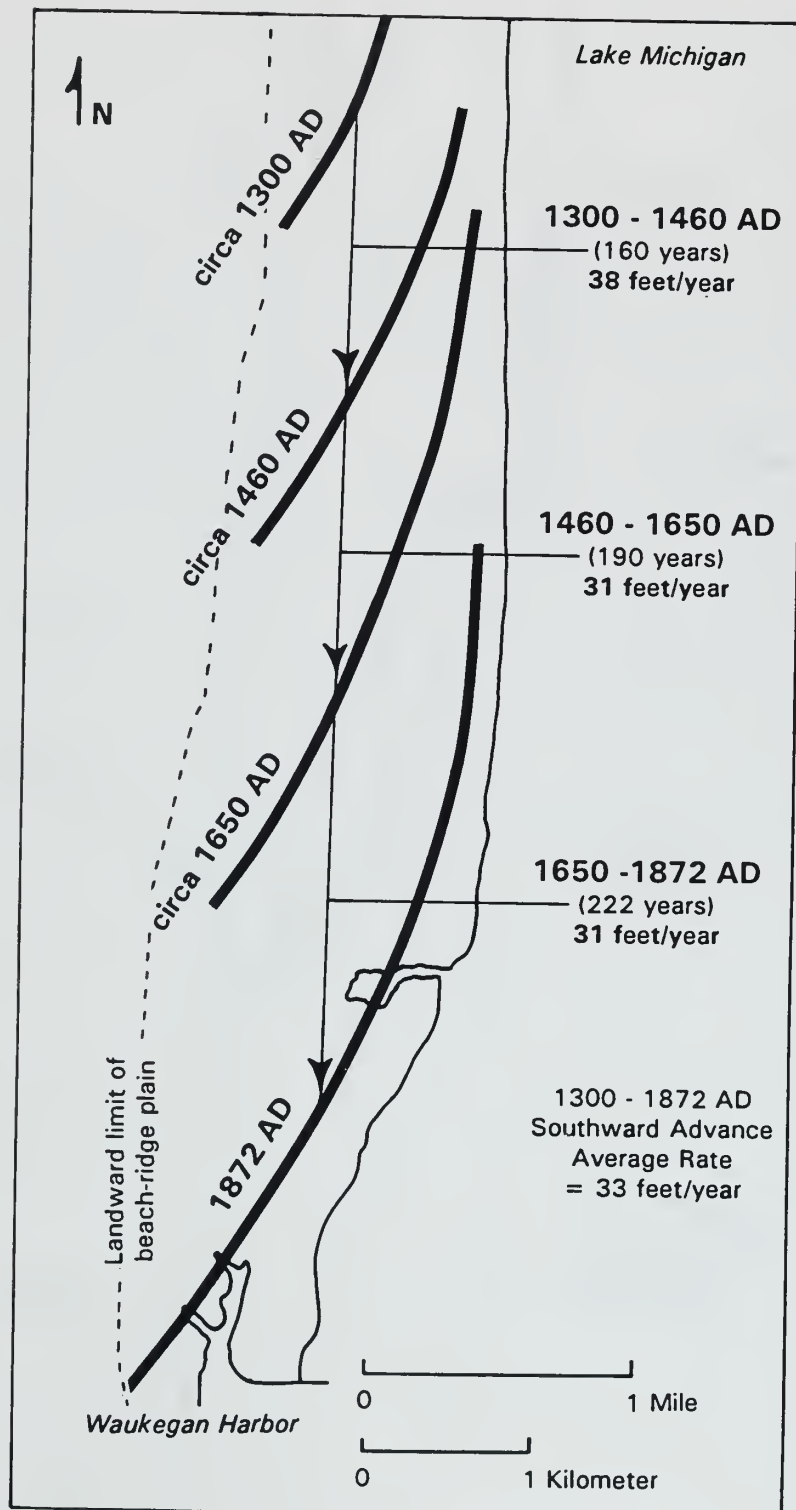 Lake Michigan
N
circa 1300 AD
1300 - 1460 AD
(160 years)
38 feet/year
circa 1460 AD
1460 - 1650 AD
(190 years)
31 feet/year
circa 1650 AD
1650 -1872 AD
(222 years)
31 feet/year
Landward limit of
beach-ridge plain
1872 AD
1300 - 1872 AD
Southward Advance
Average Rate
= 33 feet/year
Waukegan Harbor
0 1 Mile
0 1 Kilometer